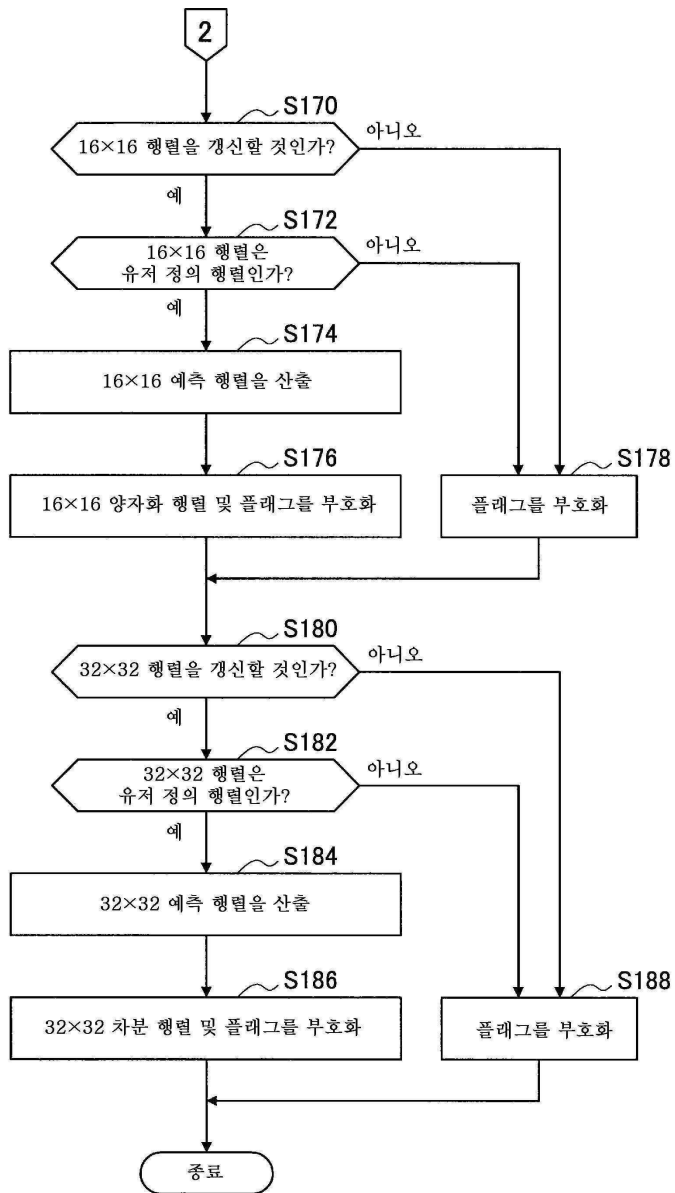 2
S170
16×16 행렬을 갱신할 것인가?
아니오
예
S172
16×16 행렬은
유저 정의 행렬인가?
아니오
예
S174
16×16 예측 행렬을 산출
S176
16×16 양자화 행렬 및 플래그를 부호화
S178
플래그를 부호화
S180
32×32 행렬을 갱신할 것인가?
아니오
예
S182
32×32 행렬은
유저 정의 행렬인가?
아니오
예
S184
32×32 예측 행렬을 산출
S186
32×32 차분 행렬 및 플래그를 부호화
S188
플래그를 부호화
종료